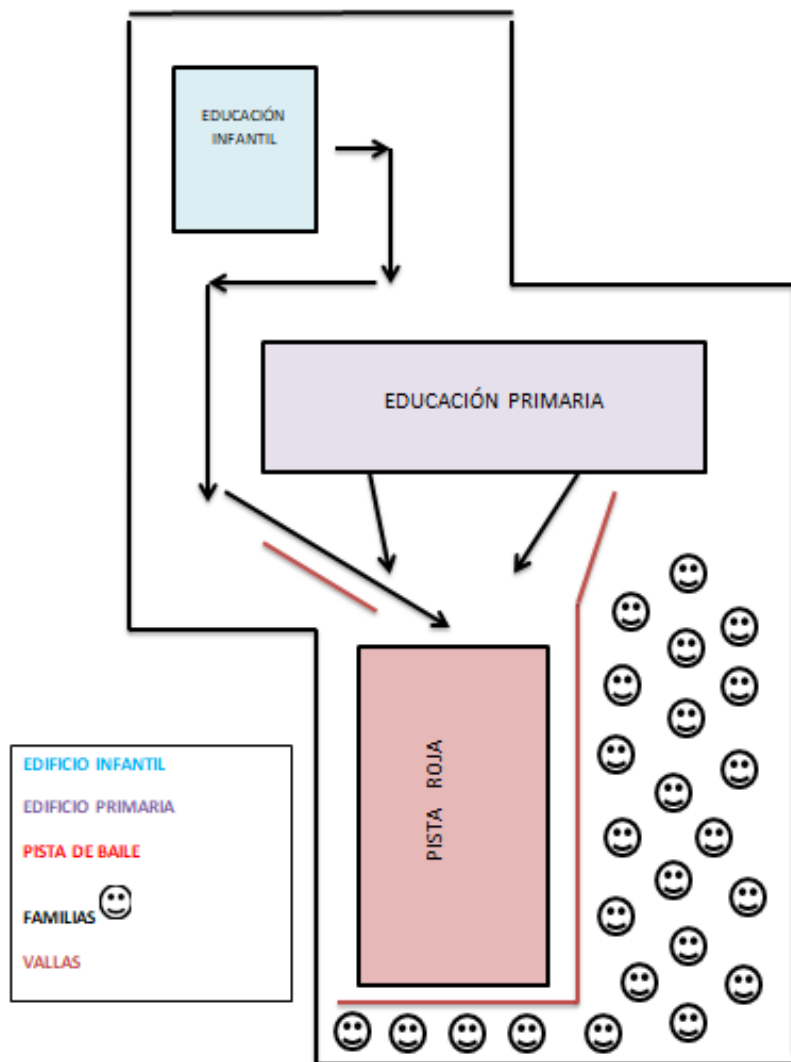 EDUCACIÓN
INFANTIL
EDUCACIÓN PRIMARIA
PISTA ROJA
EDIFICIO INFANTIL
EDIFICIO PRIMARIA
PISTA DE BAILE
FAMILIAS
VALLAS